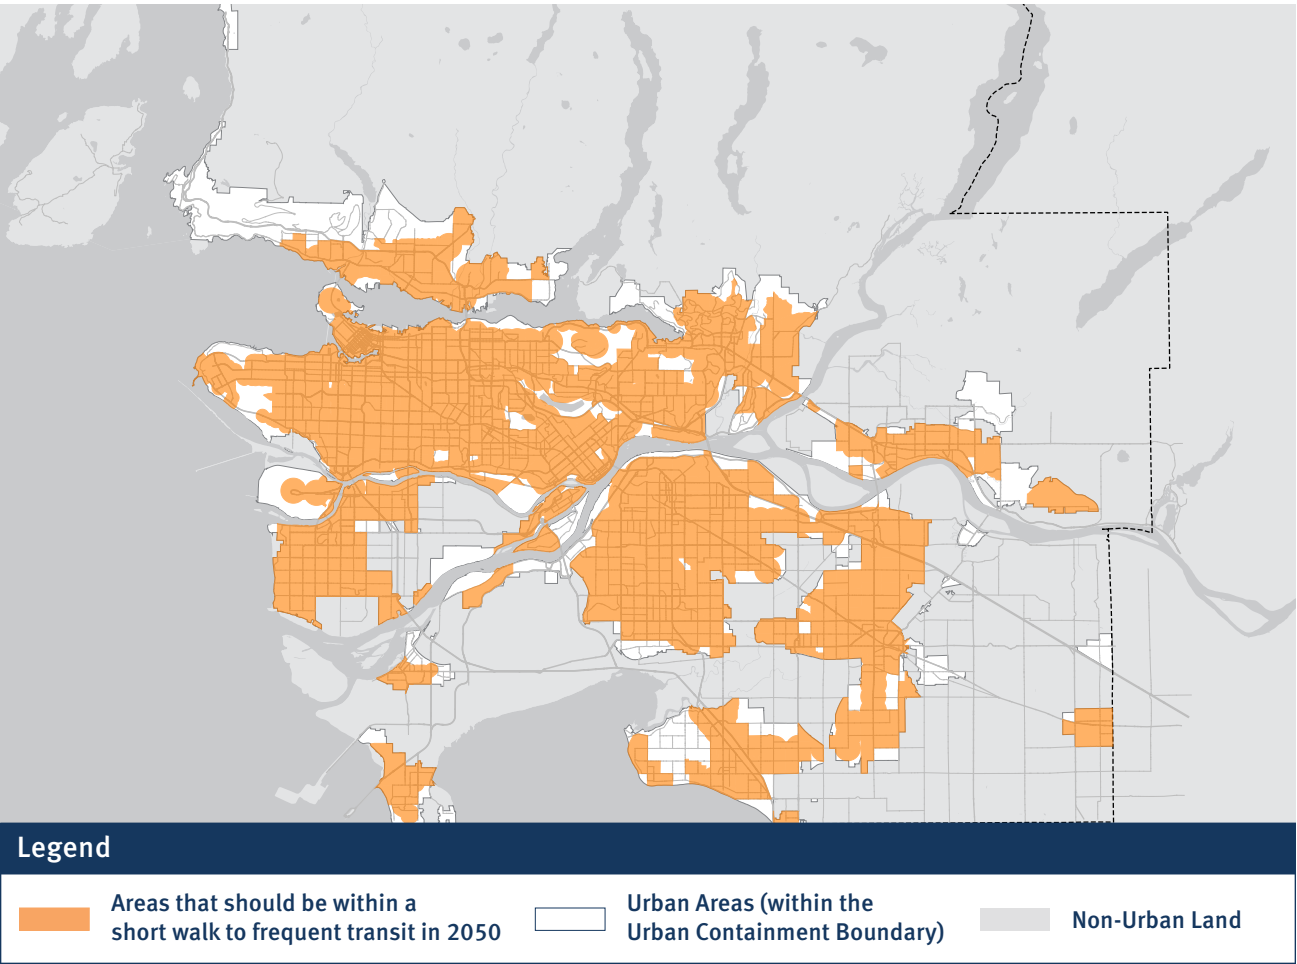 Legend
Areas that should be within a
short walk to frequent transit in 2050
Urban Areas (within the
Urban Containment Boundary)
Non-Urban Land